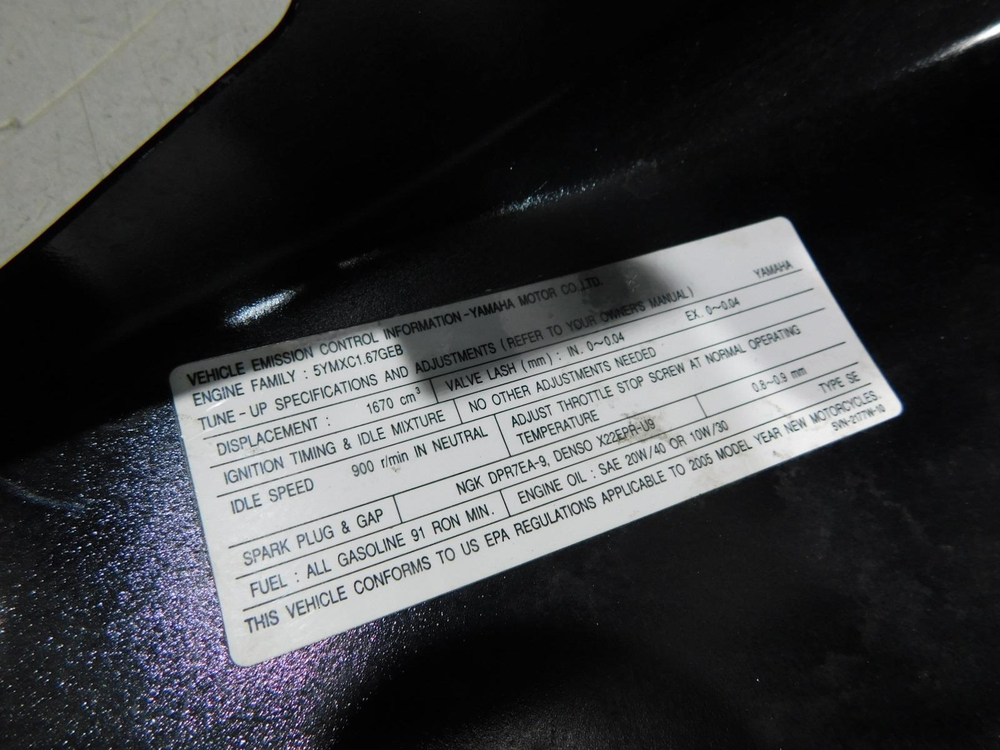 VEHICLE EMISSION CONTROL INFORMATION - YAMAHA MOTOR CO.,LTD.
ENGINE FAMILY : 5YMXC1.67GEB YAMAHA
TUNE - UP SPECIFICATIONS AND ADJUSTMENTS ( REFER TO YOUR OWNER'S MANUAL )
DISPLACEMENT : 1670 cm³ VALVE LASH ( mm ) : IN. 0~0.04 EX. 0~0.04
IGNITION TIMING & IDLE MIXTURE NO OTHER ADJUSTMENTS NEEDED
IDLE SPEED 900 r/min IN NEUTRAL ADJUST THROTTLE STOP SCREW AT NORMAL OPERATING
TEMPERATURE
SPARK PLUG & GAP NGK DPR7EA-9, DENSO X22EPR-U9 0.8~0.9 mm
FUEL : ALL GASOLINE 91 RON MIN. ENGINE OIL : SAE 20W/40 OR 10W/30 TYPE SE
THIS VEHICLE CONFORMS TO US EPA REGULATIONS APPLICABLE TO 2005 MODEL YEAR NEW MOTORCYCLES.
5VN-2177W-10